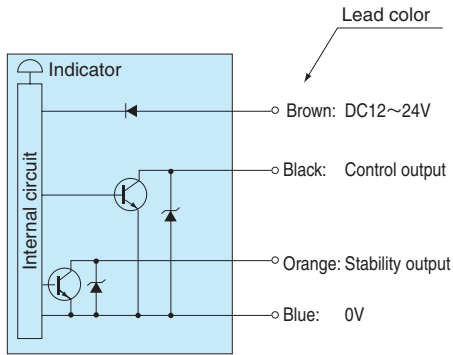 Lead color
Indicator
Brown: DC12～24V
Black: Control output
Internal circuit
Orange: Stability output
Blue: 0V